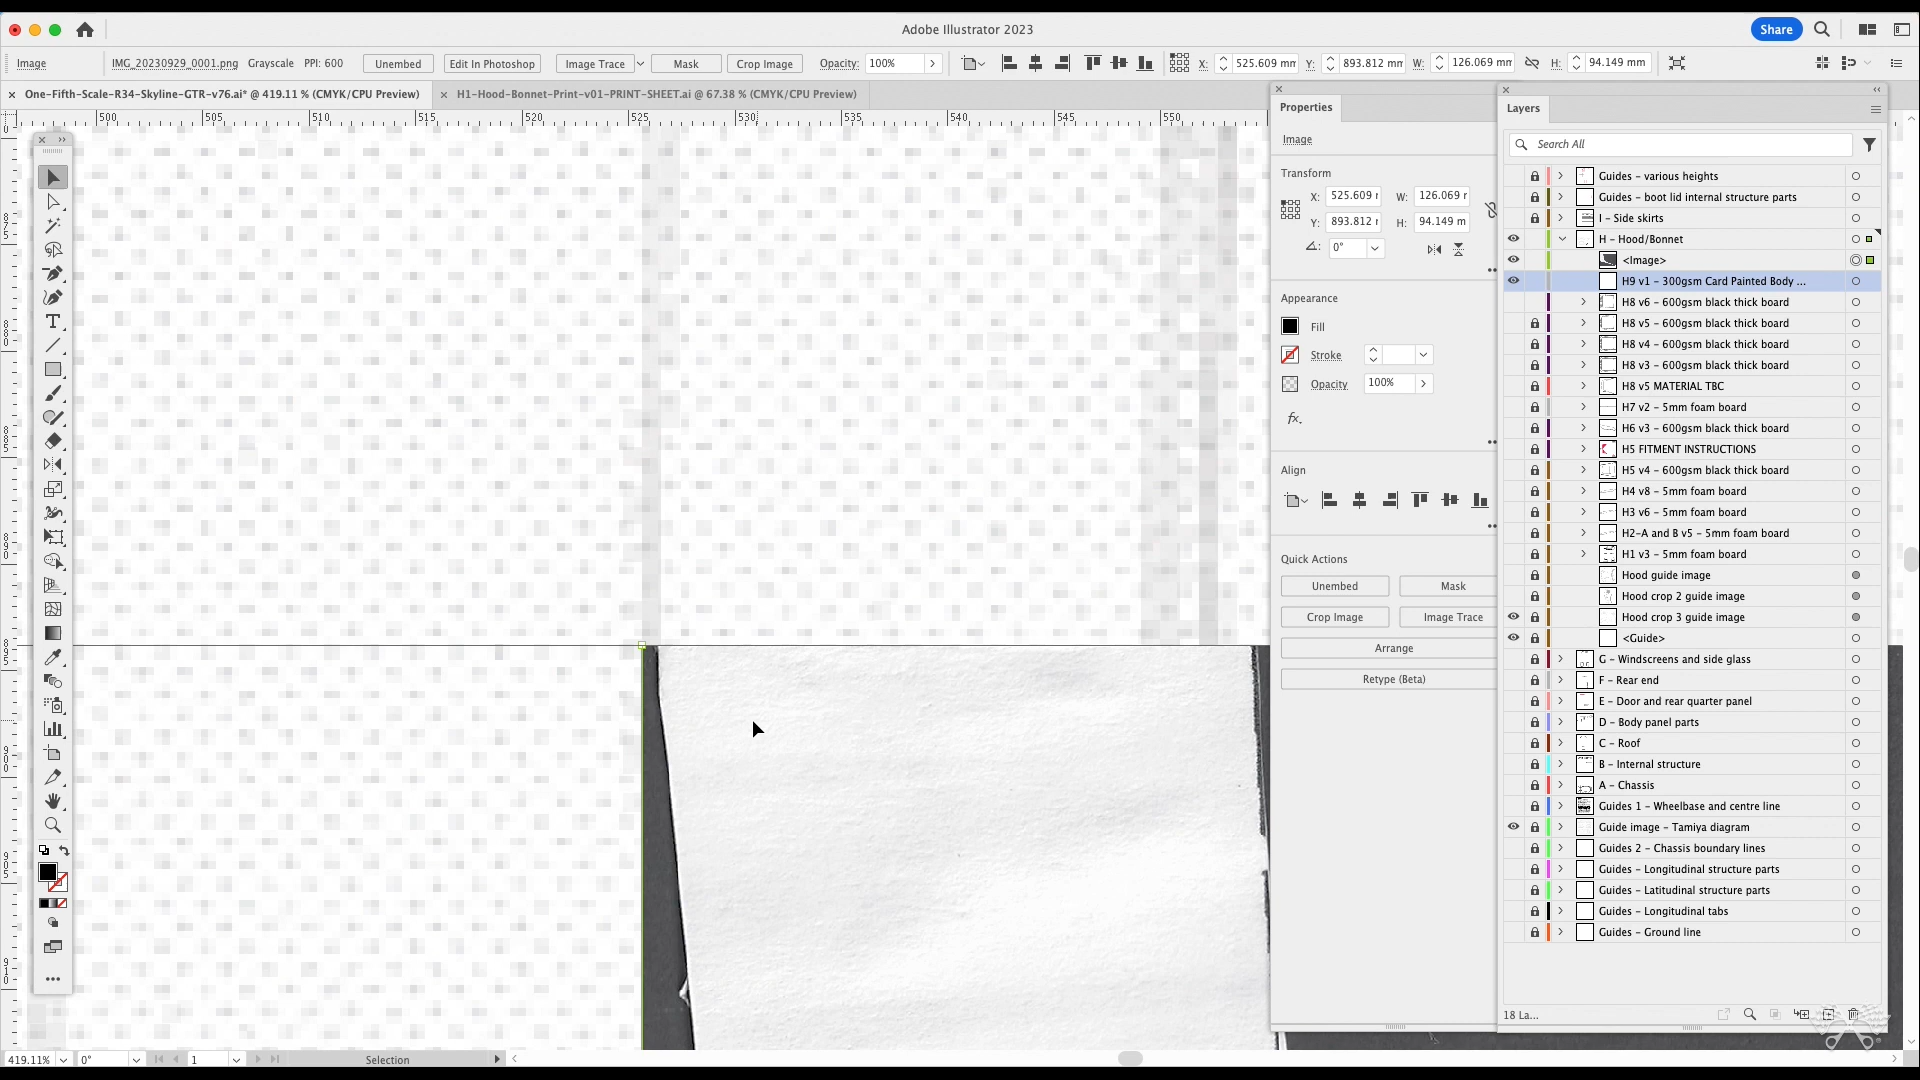 Adobe Illustrator 2023
Share
Image
IMG_20230929_0001.png
Grayscale
PPI: 600
Unembed
Edit In Photoshop
Image Trace
Mask
Crop Image
Opacity:
100%
X:
525.609 mm
Y:
893.812 mm
W:
126.069 mm
H:
94.149 mm
One-Fifth-Scale-R34-Skyline-GTR-v76.ai* @ 419.11 % (CMYK/CPU Preview)
H1-Hood-Bonnet-Print-v01-PRINT-SHEET.ai @ 67.38 % (CMYK/CPU Preview)
500
505
510
515
520
525
530
535
540
545
550
0
875
880
885
890
895
900
905
910
Properties
Image
Transform
X:
525.609 r
W:
126.069 r
Y:
893.812 r
H:
94.149 m
0°
Appearance
Fill
Stroke
Opacity
100%
fx.
Align
Quick Actions
Unembed
Mask
Crop Image
Image Trace
Arrange
Retype (Beta)
Layers
Search All
Guides – various heights
Guides – boot lid internal structure parts
I – Side skirts
H – Hood/Bonnet
<Image>
H9 v1 – 300gsm Card Painted Body ...
H8 v6 – 600gsm black thick board
H8 v5 – 600gsm black thick board
H8 v4 – 600gsm black thick board
H8 v3 – 600gsm black thick board
H8 v5 MATERIAL TBC
H7 v2 – 5mm foam board
H6 v3 – 600gsm black thick board
H5 FITMENT INSTRUCTIONS
H5 v4 – 600gsm black thick board
H4 v8 – 5mm foam board
H3 v6 – 5mm foam board
H2-A and B v5 – 5mm foam board
H1 v3 – 5mm foam board
Hood guide image
Hood crop 2 guide image
Hood crop 3 guide image
<Guide>
G – Windscreens and side glass
F – Rear end
E – Door and rear quarter panel
D – Body panel parts
C – Roof
B – Internal structure
A – Chassis
Guides 1 – Wheelbase and centre line
Guide image – Tamiya diagram
Guides 2 – Chassis boundary lines
Guides – Longitudinal structure parts
Guides – Latitudinal structure parts
Guides – Longitudinal tabs
Guides – Ground line
18 La...
419.11%
0°
1
Selection